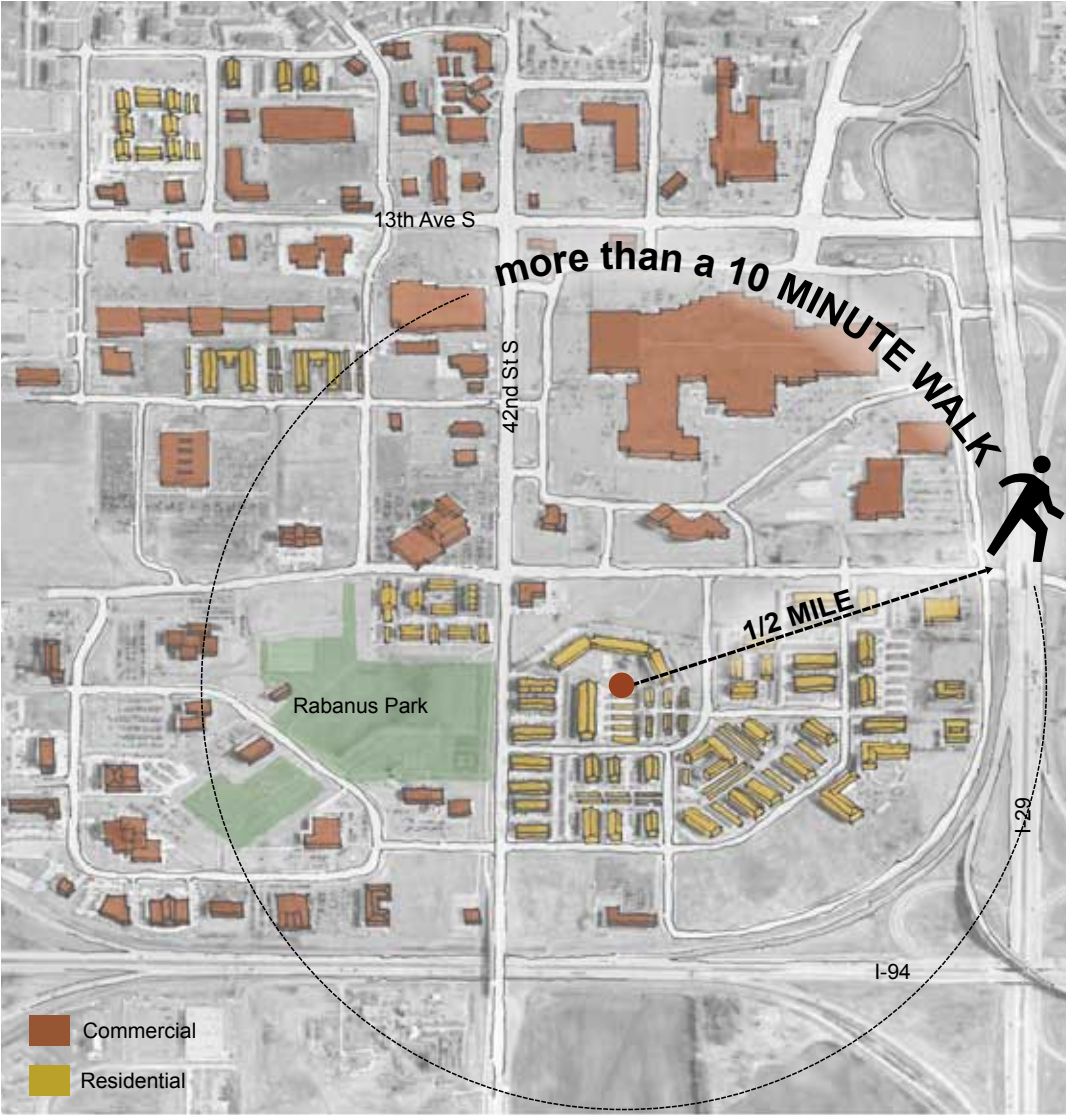 13th Ave S
more than a 10 MINUTE WALK
42nd St S
1/2 MILE
Rabanus Park
I-29
I-94
Commercial
Residential